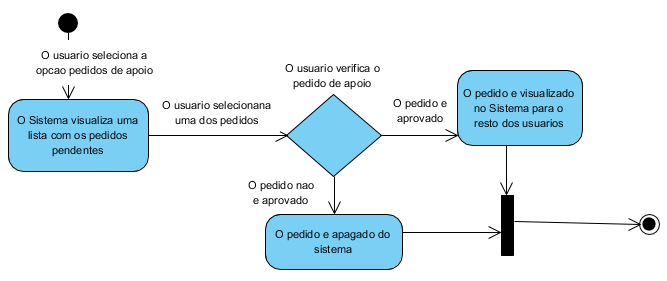 O usuario seleciona a
opcao pedidos de apoio
O Sistema visualiza uma
lista com os pedidos
pendentes
O usuario selecionana
uma dos pedidos
O usuario verifica o
pedido de apoio
O pedido e
aprovado
O pedido e visualizado
no Sistema para o
resto dos usuarios
O pedido nao
e aprovado
O pedido e apagado do
sistema